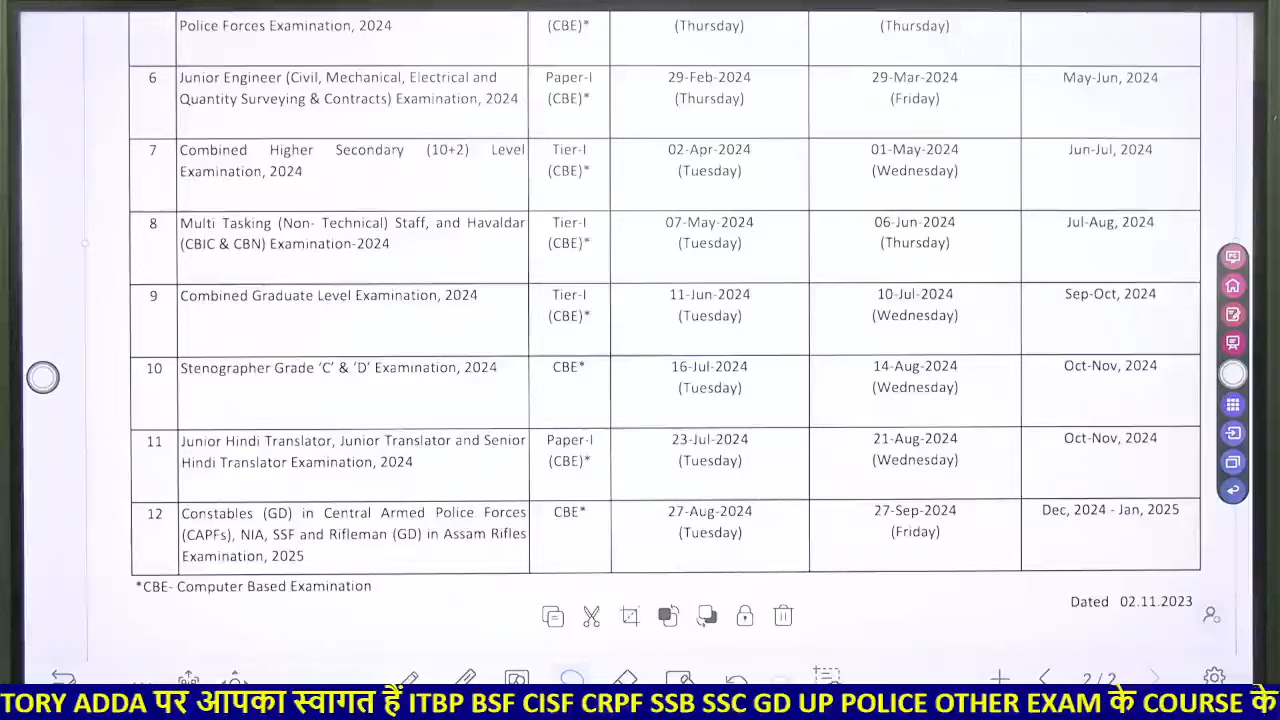 Police Forces Examination, 2024 (CBE)* (Thursday) (Thursday)
6 Junior Engineer (Civil, Mechanical, Electrical and Paper-I 29-Feb-2024 29-Mar-2024 May-Jun, 2024
Quantity Surveying & Contracts) Examination, 2024 (CBE)* (Thursday) (Friday)
7 Combined Higher Secondary (10+2) Level Tier-I 02-Apr-2024 01-May-2024 Jun-Jul, 2024
Examination, 2024 (CBE)* (Tuesday) (Wednesday)
8 Multi Tasking (Non- Technical) Staff, and Havaldar Tier-I 07-May-2024 06-Jun-2024 Jul-Aug, 2024
(CBIC & CBN) Examination-2024 (CBE)* (Tuesday) (Thursday)
9 Combined Graduate Level Examination, 2024 Tier-I 11-Jun-2024 10-Jul-2024 Sep-Oct, 2024
(CBE)* (Tuesday) (Wednesday)
10 Stenographer Grade ‘C’ & ‘D’ Examination, 2024 CBE* 16-Jul-2024 14-Aug-2024 Oct-Nov, 2024
(Tuesday) (Wednesday)
11 Junior Hindi Translator, Junior Translator and Senior Paper-I 23-Jul-2024 21-Aug-2024 Oct-Nov, 2024
Hindi Translator Examination, 2024 (CBE)* (Tuesday) (Wednesday)
12 Constables (GD) in Central Armed Police Forces CBE* 27-Aug-2024 27-Sep-2024 Dec, 2024 - Jan, 2025
(CAPFs), NIA, SSF and Rifleman (GD) in Assam Rifles (Tuesday) (Friday)
Examination, 2025
*CBE- Computer Based Examination
Dated 02.11.2023
2/2
TORY ADDA पर आपका स्वागत हैं ITBP BSF CISF CRPF SSB SSC GD UP POLICE OTHER EXAM के COURSE के